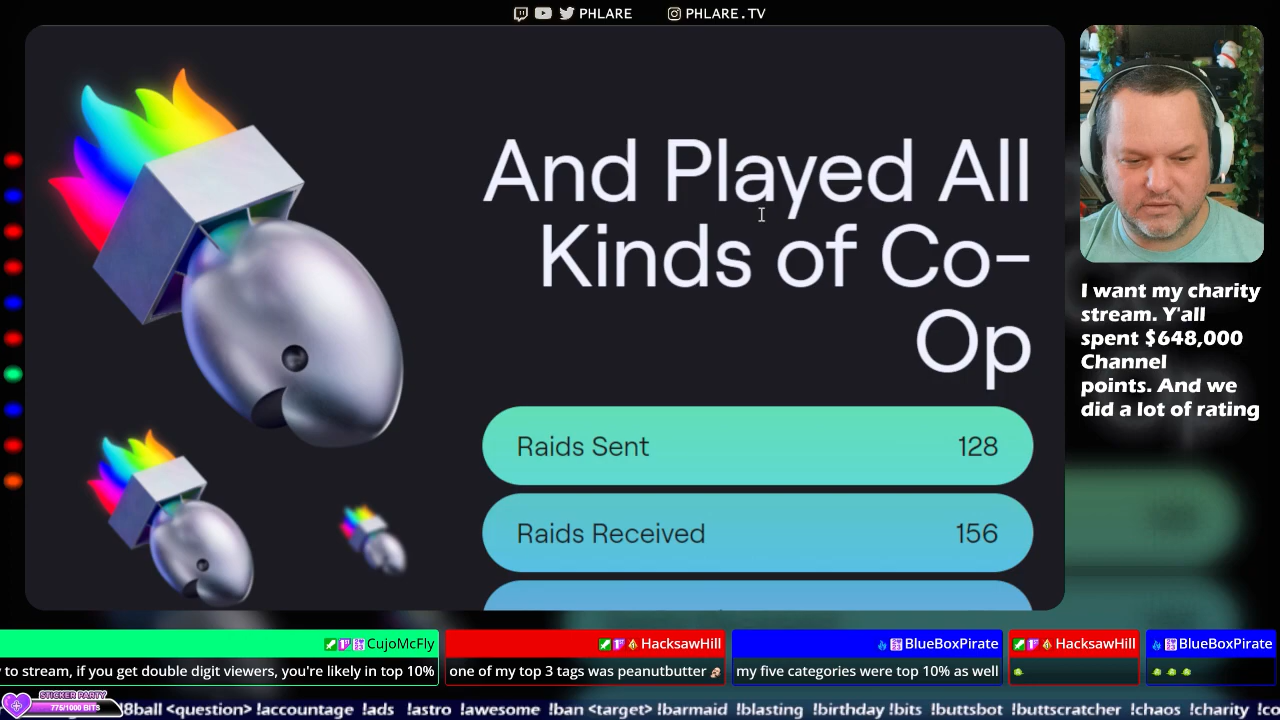 PHLARE PHLARE.TV
And Played All
Kinds of Co-
Op
Raids Sent 128
Raids Received 156
I want my charity
stream. Y'all
spent $648,000
Channel
points. And we
did a lot of rating
CujoMcFly
to stream, if you get double digit viewers, you're likely in top 10%
HacksawHill
one of my top 3 tags was peanutbutter
BlueBoxPirate
my five categories were top 10% as well
HacksawHill
BlueBoxPirate
STICKER PARTY
775/1000 BITS
!8ball <question> !accountage !ads !astro !awesome !ban <target> !barmaid !blasting !birthday !bits !buttsbot !buttscratcher !chaos !charity !co